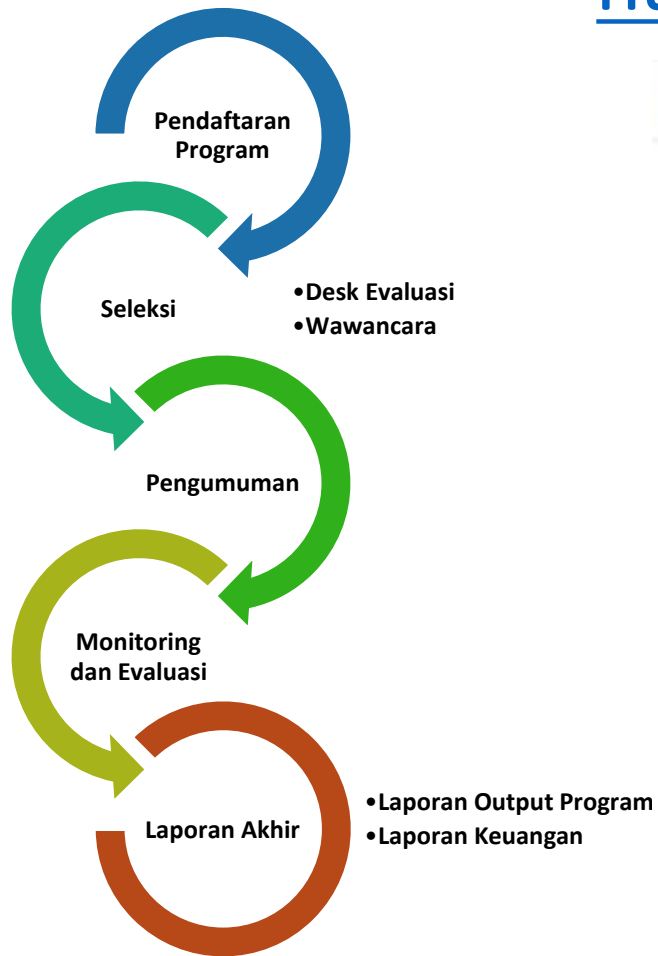 Pendaftaran
Program
Seleksi
•Desk Evaluasi
•Wawancara
Pengumuman
Monitoring
dan Evaluasi
Laporan Akhir
•Laporan Output Program
•Laporan Keuangan